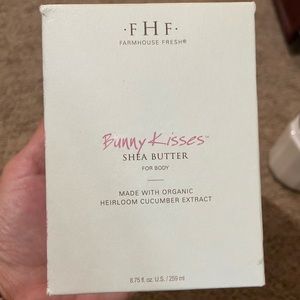 ·FHF·
FARMHOUSE FRESH®
Bunny Kisses™
SHEA BUTTER
FOR BODY
MADE WITH ORGANIC
HEIRLOOM CUCUMBER EXTRACT
8.75 fl. oz. U.S. / 259 ml